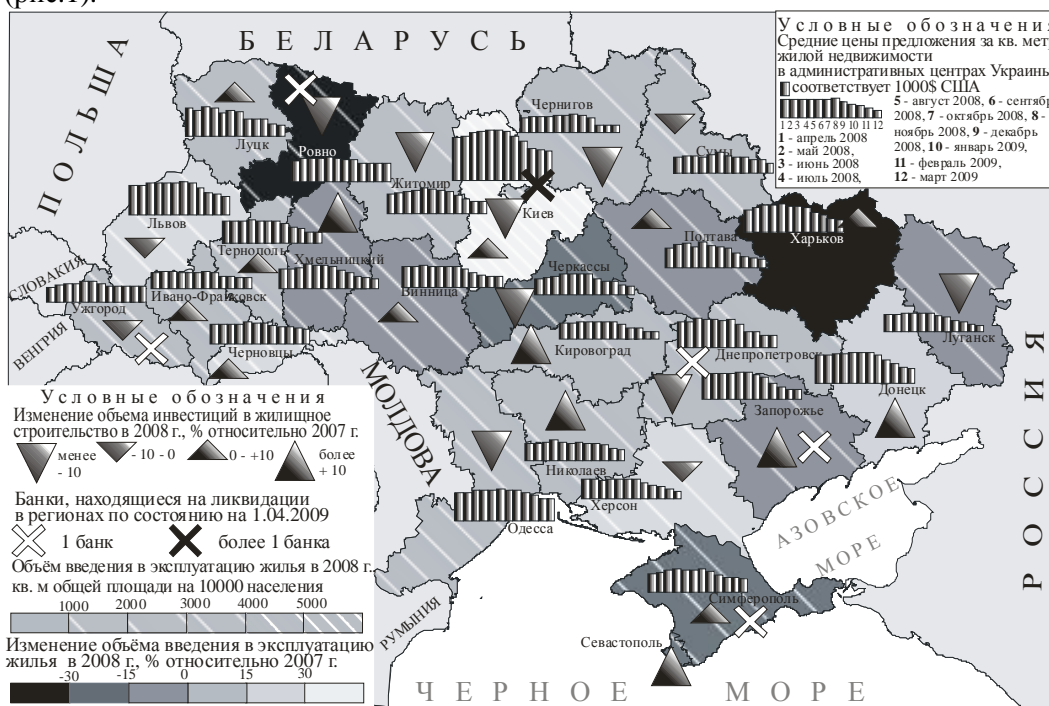 (рис.1).
БЕЛАРУСЬ
ПОЛЬША
СЛОВАКИЯ
ВЕНГРИЯ
МОЛДОВА
РУМЫНИЯ
РОССИЯ
АЗОВСКОЕ
МОРЕ
ЧЕРНОЕ МОРЕ
Условные обозначения
Средние цены предложения за кв. метр
жилой недвижимости
в административных центрах Украины
соответствует 1000$ США
1 2 3 4 5 6 7 8 9 10 11 12
1 - апрель 2008
2 - май 2008,
3 - июнь 2008
4 - июль 2008,
5 - август 2008, 6 - сентябрь
2008, 7 - октябрь 2008, 8 -
ноябрь 2008, 9 - декабрь
2008, 10 - январь 2009,
11 - февраль 2009,
12 - март 2009
Луцк
Ровно
Житомир
Чернигов
Сумы
Киев
Львов
Тернополь
Хмельницкий
Полтава
Харьков
Черкассы
Винница
Ивано-Франковск
Ужгород
Черновцы
Кировоград
Днепропетровск
Луганск
Донецк
Запорожье
Николаев
Херсон
Одесса
Симферополь
Севастополь
Условные обозначения
Изменение объема инвестиций в жилищное
строительство в 2008 г., % относительно 2007 г.
менее
- 10
- 10 - 0
0 - +10
более
+ 10
Банки, находящиеся на ликвидации
в регионах по состоянию на 1.04.2009
1 банк
более 1 банка
Объём введения в эксплуатацию жилья в 2008 г.
кв. м общей площади на 10000 населения
1000 2000 3000 4000 5000
Изменение объёма введения в эксплуатацию
жилья в 2008 г., % относительно 2007 г.
-30 -15 0 15 30